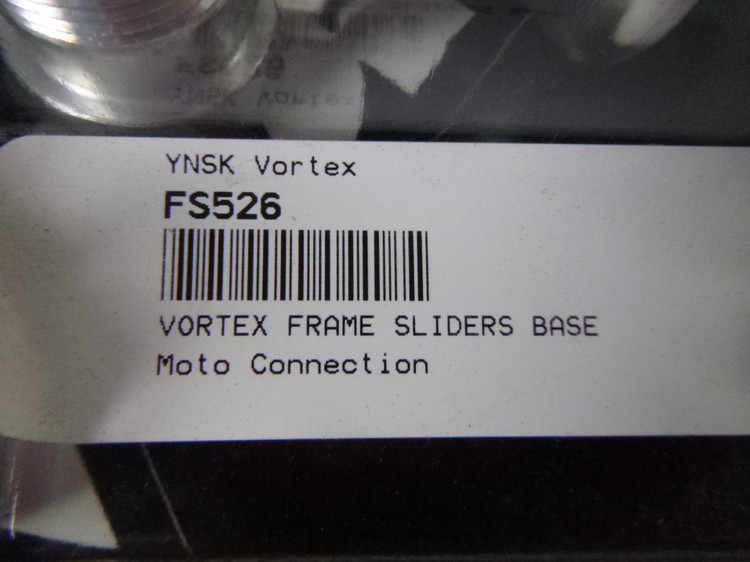 YNSK Vortex
FS526
VORTEX FRAME SLIDERS BASE
Moto Connection